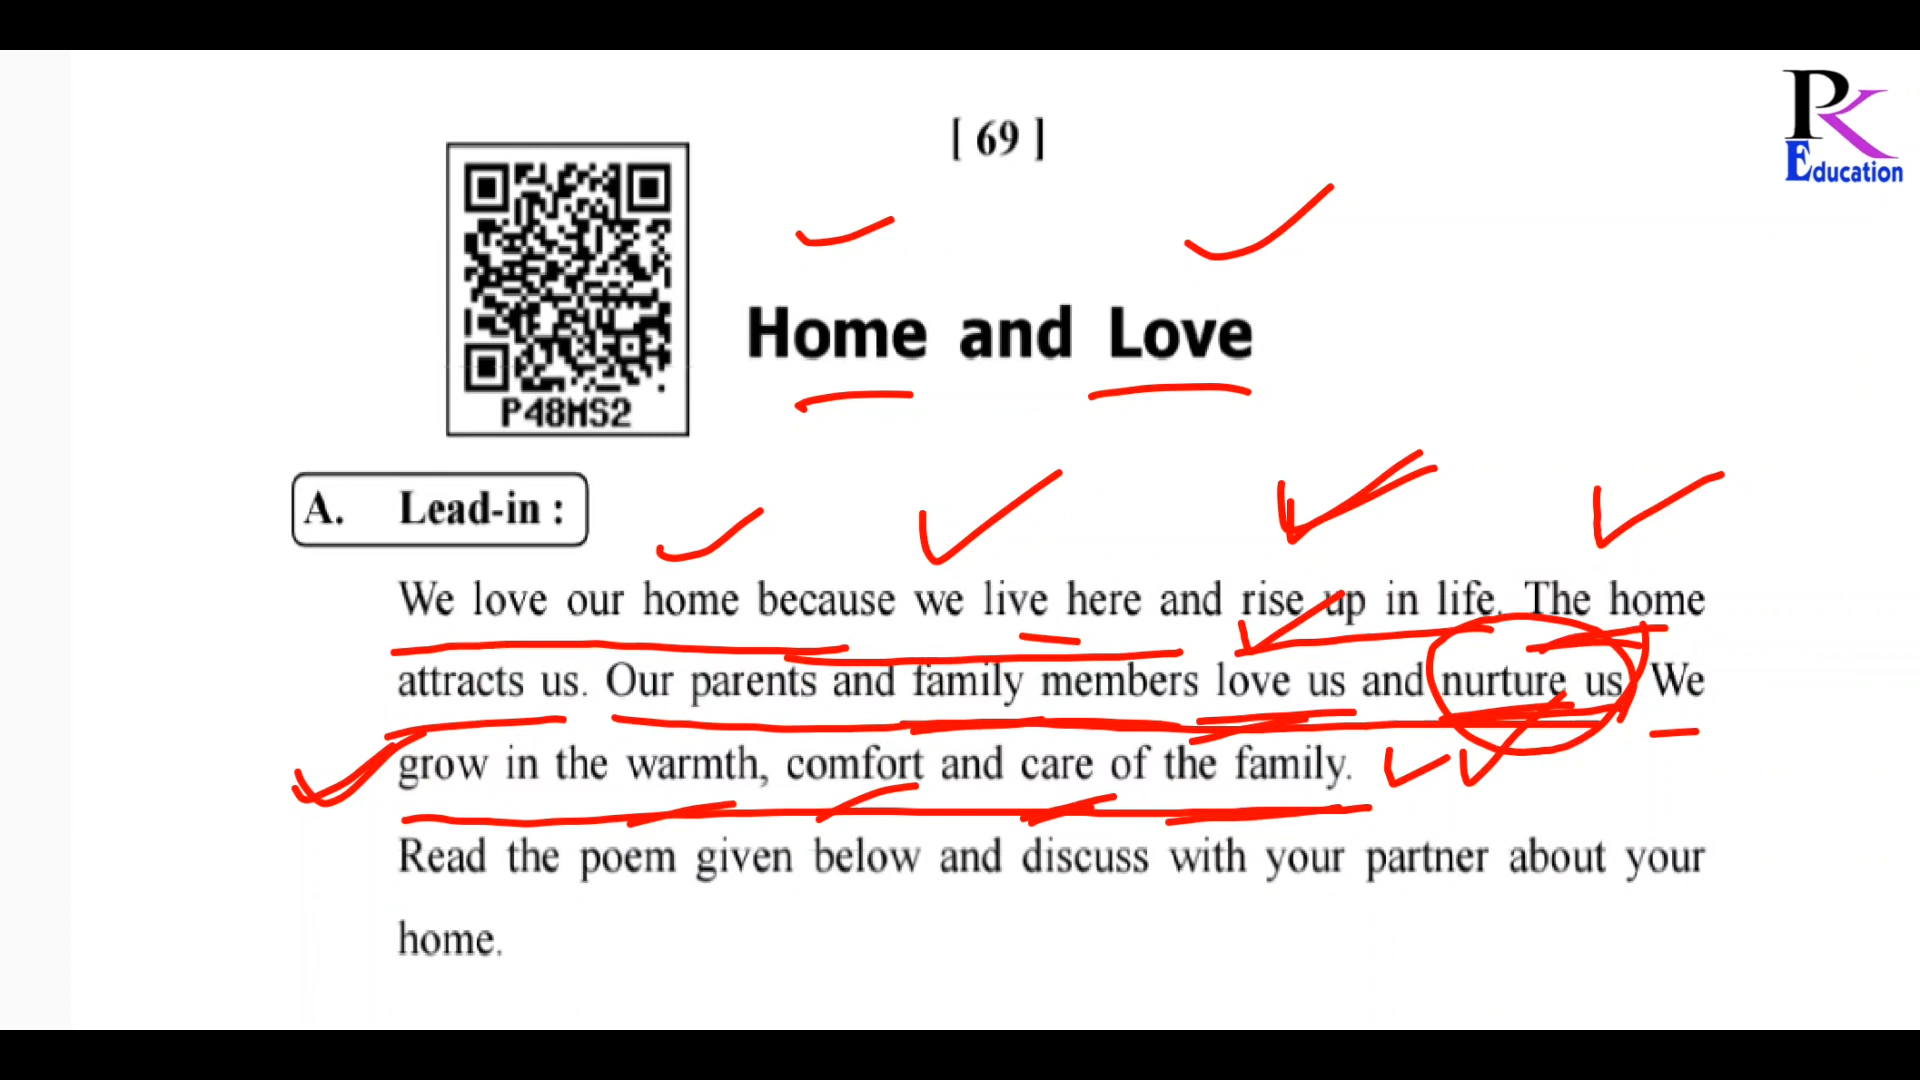 [ 69 ]
PK
Education
P48MS2
Home and Love
A. Lead-in :
We love our home because we live here and rise up in life. The home
attracts us. Our parents and family members love us and nurture us We
grow in the warmth, comfort and care of the family.
Read the poem given below and discuss with your partner about your
home.